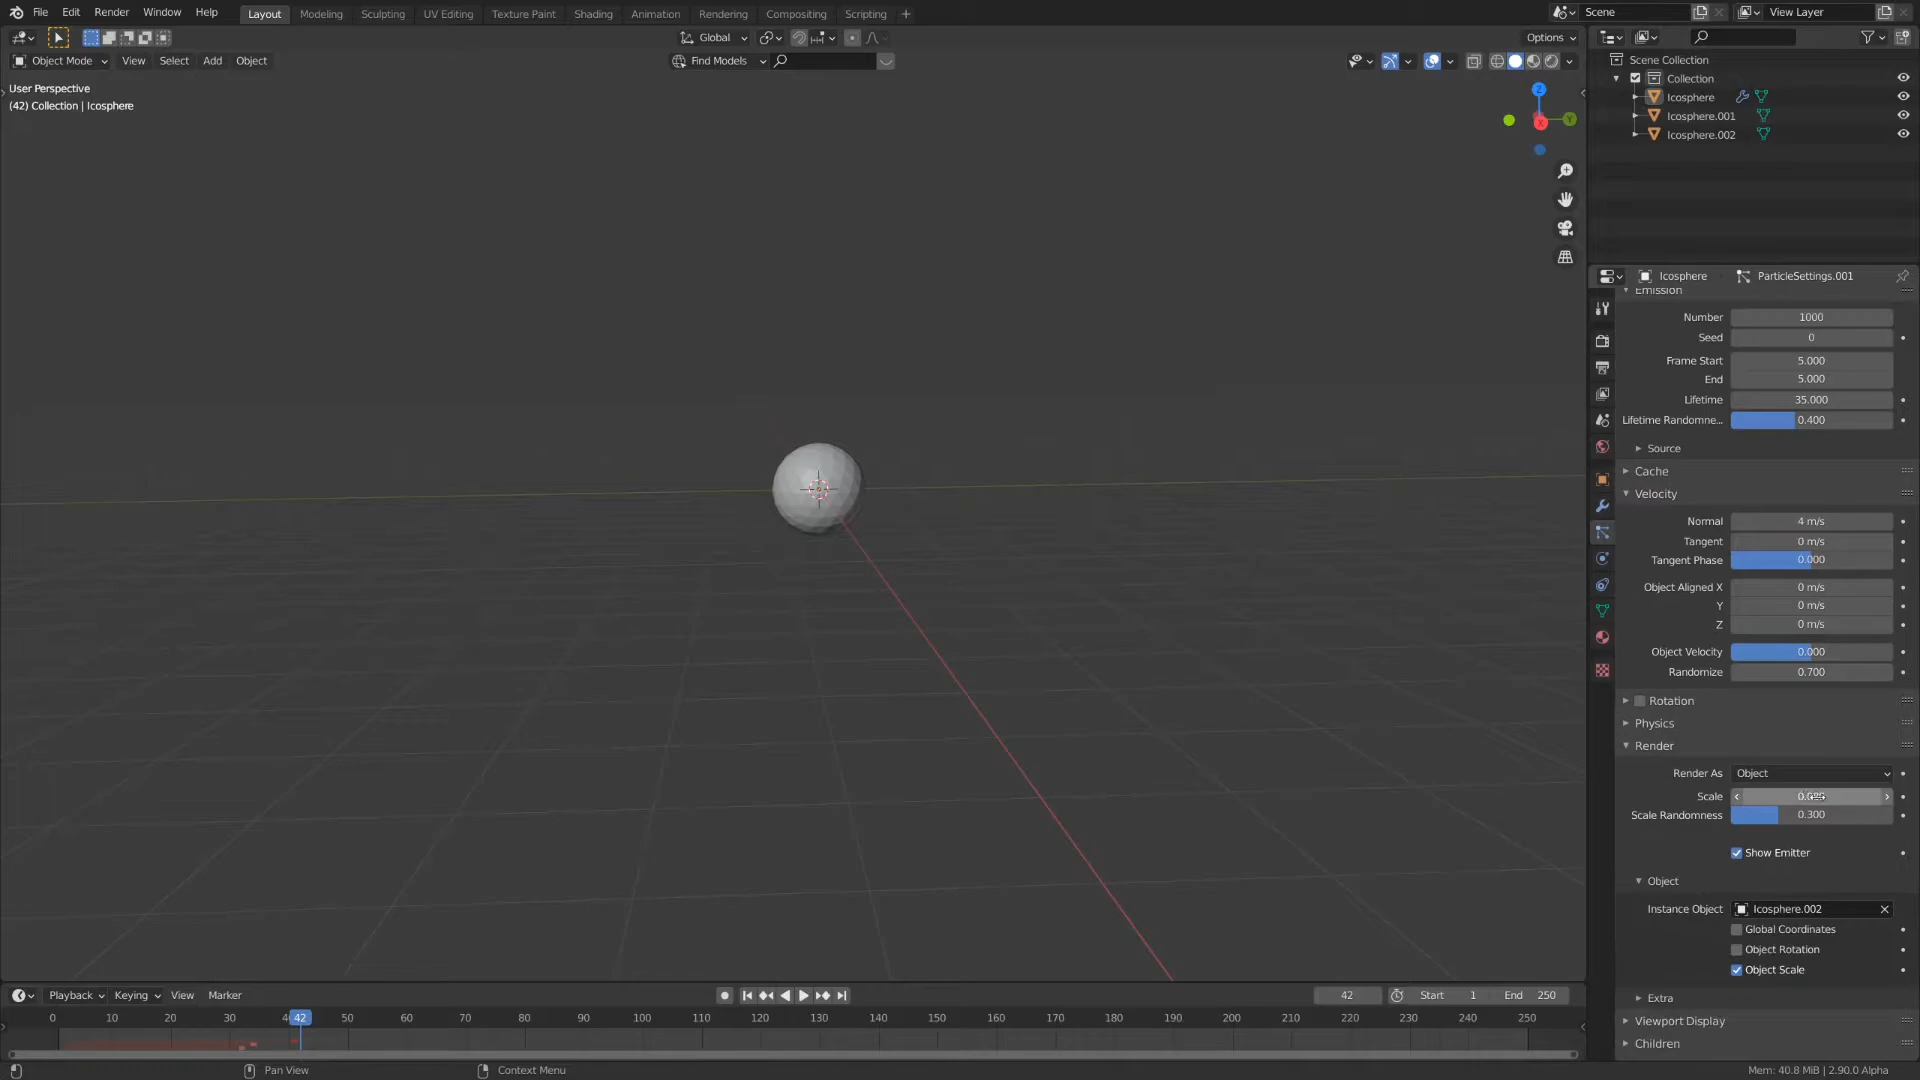 File Edit Render Window Help Layout Modeling Sculpting UV Editing Texture Paint Shading Animation Rendering Compositing Scripting + Scene View Layer
Global Options
Object Mode View Select Add Object Find Models
User Perspective
(42) Collection | Icosphere
Z
Y
X
Scene Collection
Collection
Icosphere
Icosphere.001
Icosphere.002
Icosphere ParticleSettings.001
Emission
Number 1000
Seed 0
Frame Start 5.000
End 5.000
Lifetime 35.000
Lifetime Randomne... 0.400
Source
Cache
Velocity
Normal 4 m/s
Tangent 0 m/s
Tangent Phase 0.000
Object Aligned X 0 m/s
Y 0 m/s
Z 0 m/s
Object Velocity 0.000
Randomize 0.700
Rotation
Physics
Render
Render As Object
Scale
Scale Randomness 0.300
Show Emitter
Object
Instance Object Icosphere.002
Global Coordinates
Object Rotation
Object Scale
Extra
Viewport Display
Children
Playback Keying View Marker 42 Start 1 End 250
0 10 20 30 42 50 60 70 80 90 100 110 120 130 140 150 160 170 180 190 200 210 220 230 240 250
Pan View Context Menu Mem: 40.8 MiB | 2.90.0 Alpha